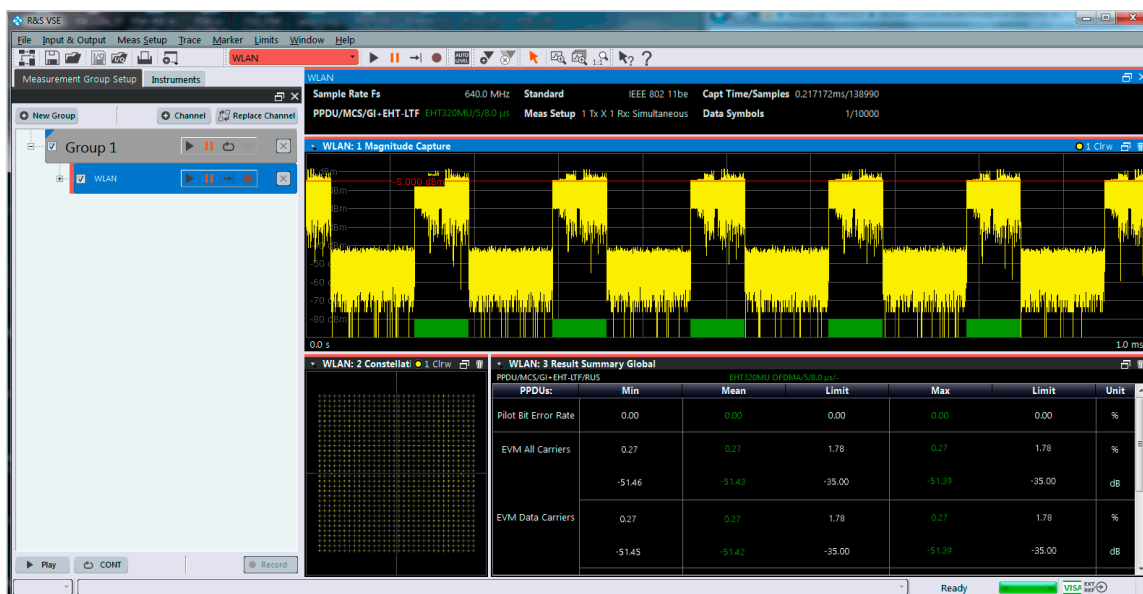 R&S VSE
File Input & Output Meas Setup Trace Marker Limits Window Help
WLAN
AUTO LEVEL
1:1
Measurement Group Setup Instruments
New Group Channel Replace Channel
Group 1
WLAN
Play CONT Record
WLAN
Sample Rate Fs 640.0 MHz Standard IEEE 802 11be Capt Time/Samples 0.217172ms/138990
PPDU/MCS/GI+EHT-LTF EHT320MU/5/8.0 µs Meas Setup 1 Tx X 1 Rx: Simultaneous Data Symbols 1/10000
WLAN: 1 Magnitude Capture 1 Clrw
-5.000 dBm
-50
-60
-70
-80 dBm
0.0 s 1.0 ms
WLAN: 2 Constellati 1 Clrw
WLAN: 3 Result Summary Global
PPDU/MCS/GI+EHT-LTF/RUS EHT320MU OFDMA/5/8.0 µs/-
PPDUs: Min Mean Limit Max Limit Unit
Pilot Bit Error Rate 0.00 0.00 0.00 0.00 0.00 %
EVM All Carriers 0.27 0.27 1.78 0.27 1.78 %
-51.46 -51.43 -35.00 -51.39 -35.00 dB
EVM Data Carriers 0.27 0.27 1.78 0.27 1.78 %
-51.45 -51.42 -35.00 -51.39 -35.00 dB
Ready VISA EXT REF